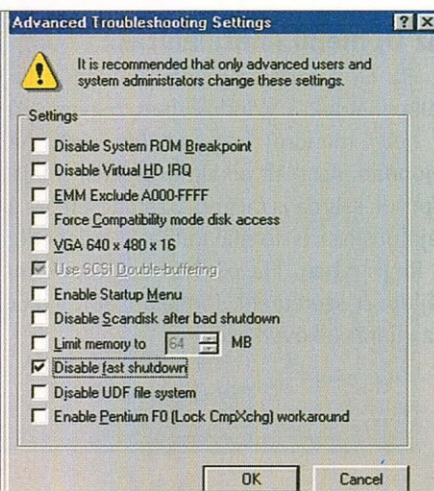 Advanced Troubleshooting Settings
It is recommended that only advanced users and
system administrators change these settings.
Settings
Disable System ROM Breakpoint
Disable Virtual HD IRQ
EMM Exclude A000-FFFF
Force Compatibility mode disk access
VGA 640 x 480 x 16
Use SCSI Double-buffering
Enable Startup Menu
Disable Scandisk after bad shutdown
Limit memory to 64 MB
Disable fast shutdown
Disable UDF file system
Enable Pentium F0 (Lock CmpXchg) workaround
OK Cancel